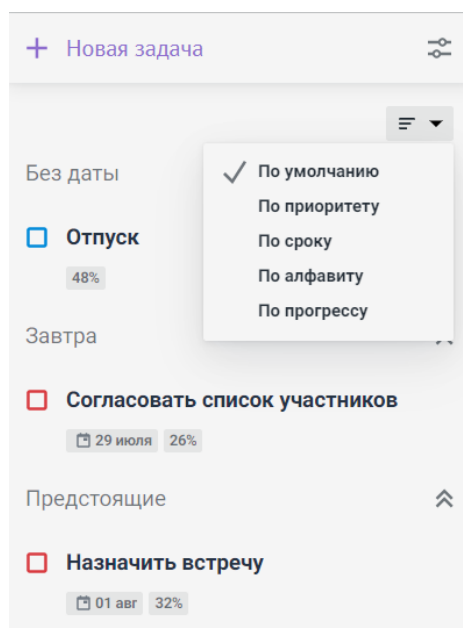 Новая задача
Без даты
По умолчанию
По приоритету
По сроку
По алфавиту
По прогрессу
Отпуск
48%
Завтра
Согласовать список участников
29 июля 26%
Предстоящие
Назначить встречу
01 авг 32%